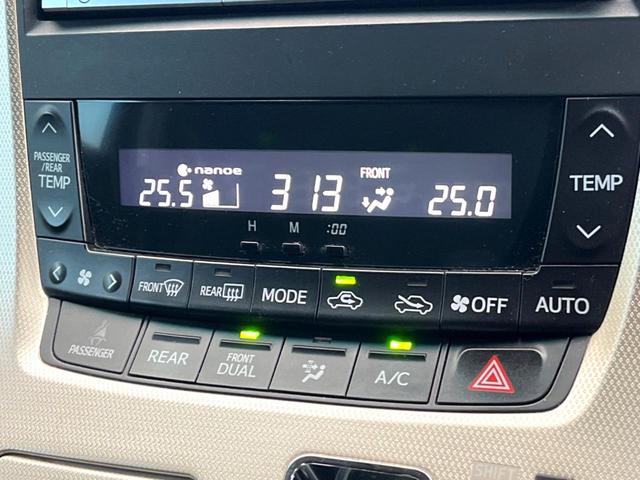 PASSENGER
/REAR
TEMP
nanoe
25.5
3 13
FRONT
25.0
TEMP
H M :00
FRONT
REAR
MODE
OFF
AUTO
PASSENGER
REAR
FRONT
DUAL
A/C
SHIFT